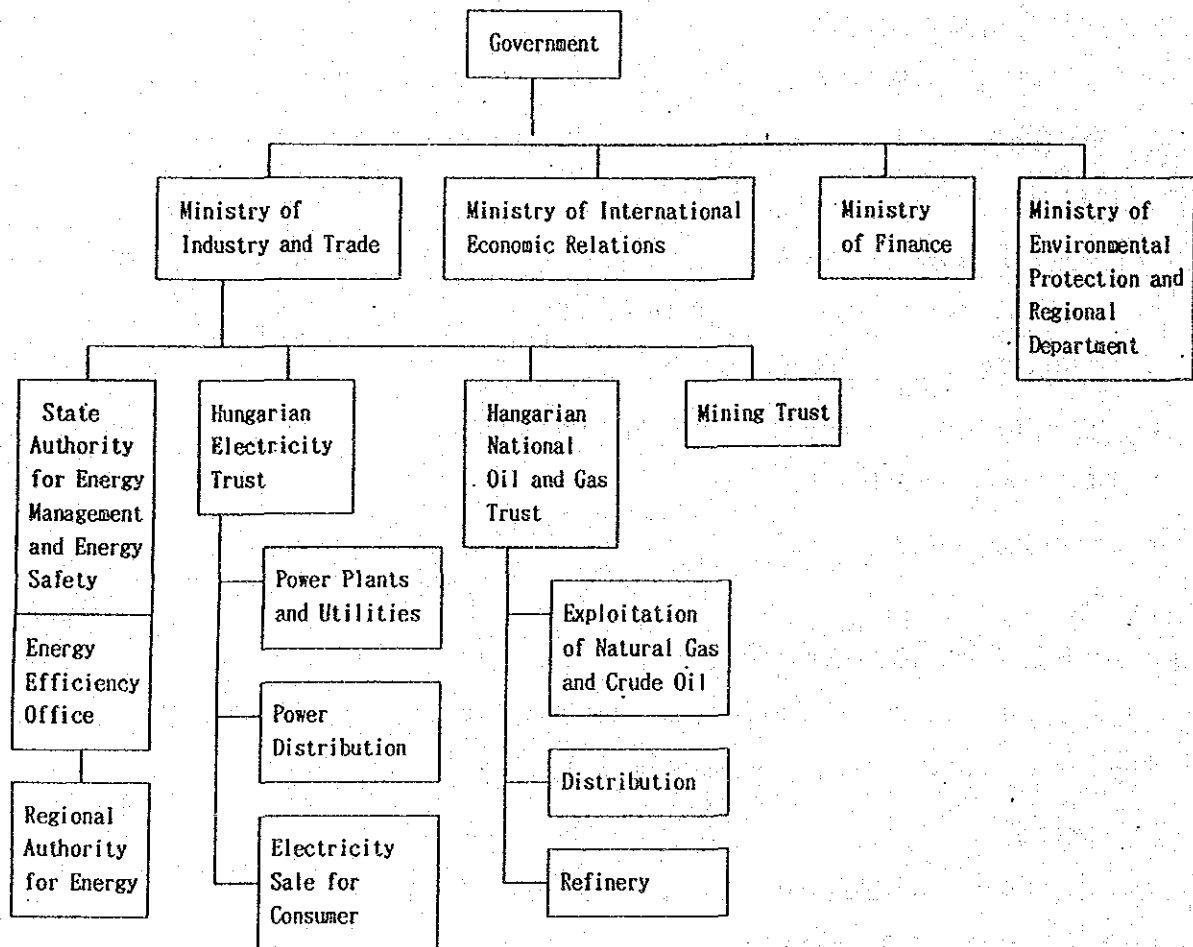 Government
Ministry of
Industry and Trade
Ministry of International
Economic Relations
Ministry
of Finance
Ministry of
Environmental
Protection and
Regional
Department
State
Authority
for Energy
Management
and Energy
Safety
Energy
Efficiency
Office
Regional
Authority
for Energy
Hungarian
Electricity
Trust
Power Plants
and Utilities
Power
Distribution
Electricity
Sale for
Consumer
Hangarian
National
Oil and Gas
Trust
Exploitation
of Natural Gas
and Crude Oil
Distribution
Refinery
Mining Trust